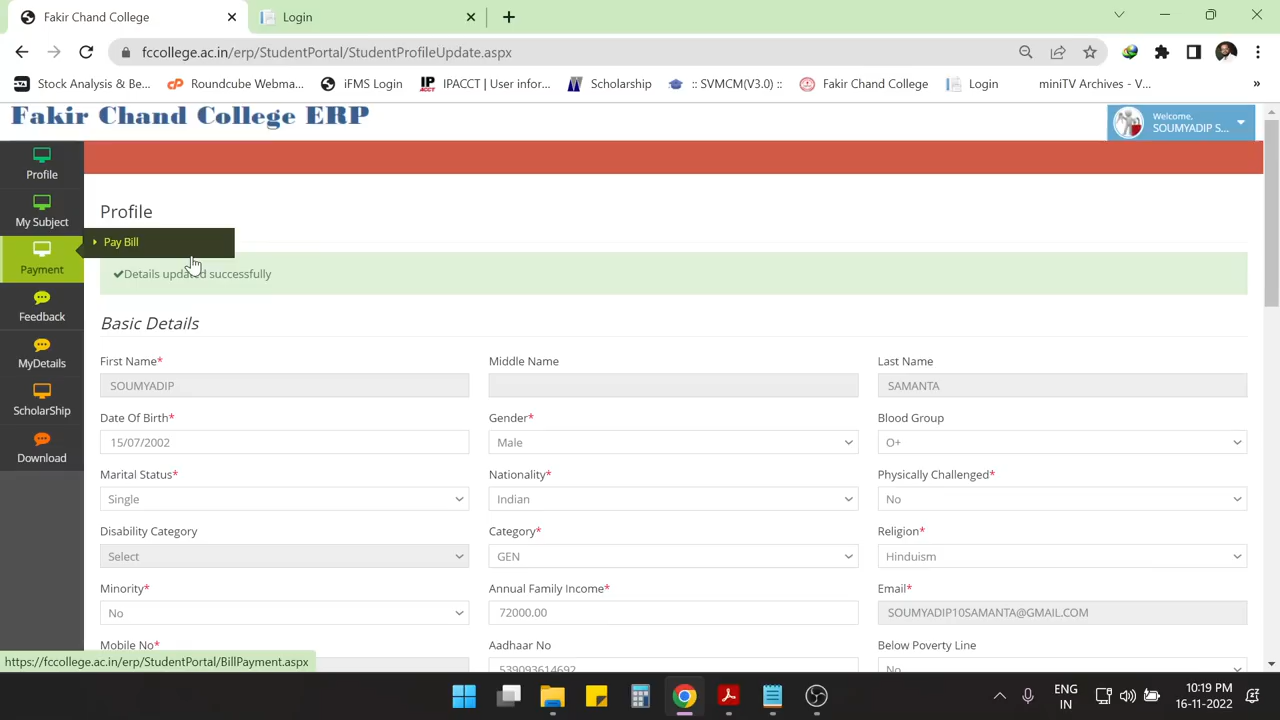 Fakir Chand College
Login
fccollege.ac.in/erp/StudentPortal/StudentProfileUpdate.aspx
Stock Analysis & Be...
Roundcube Webma...
iFMS Login
IPACCT | User infor...
Scholarship
:: SVMCM(V3.0) ::
Fakir Chand College
Login
miniTV Archives - V...
»
Fakir Chand College ERP
Welcome,
SOUMYADIP S...
Profile
My Subject
Payment
Feedback
MyDetails
ScholarShip
Download
Profile
Pay Bill
Details updated successfully
Basic Details
First Name* Middle Name Last Name
SOUMYADIP SAMANTA
Date Of Birth* Gender* Blood Group
15/07/2002 Male O+
Marital Status* Nationality* Physically Challenged*
Single Indian No
Disability Category Category* Religion*
Select GEN Hinduism
Minority* Annual Family Income* Email*
No 72000.00 SOUMYADIP10SAMANTA@GMAIL.COM
Mobile No* Aadhaar No Below Poverty Line
539093614692 No
https://fccollege.ac.in/erp/StudentPortal/BillPayment.aspx
ENG
IN
10:19 PM
16-11-2022